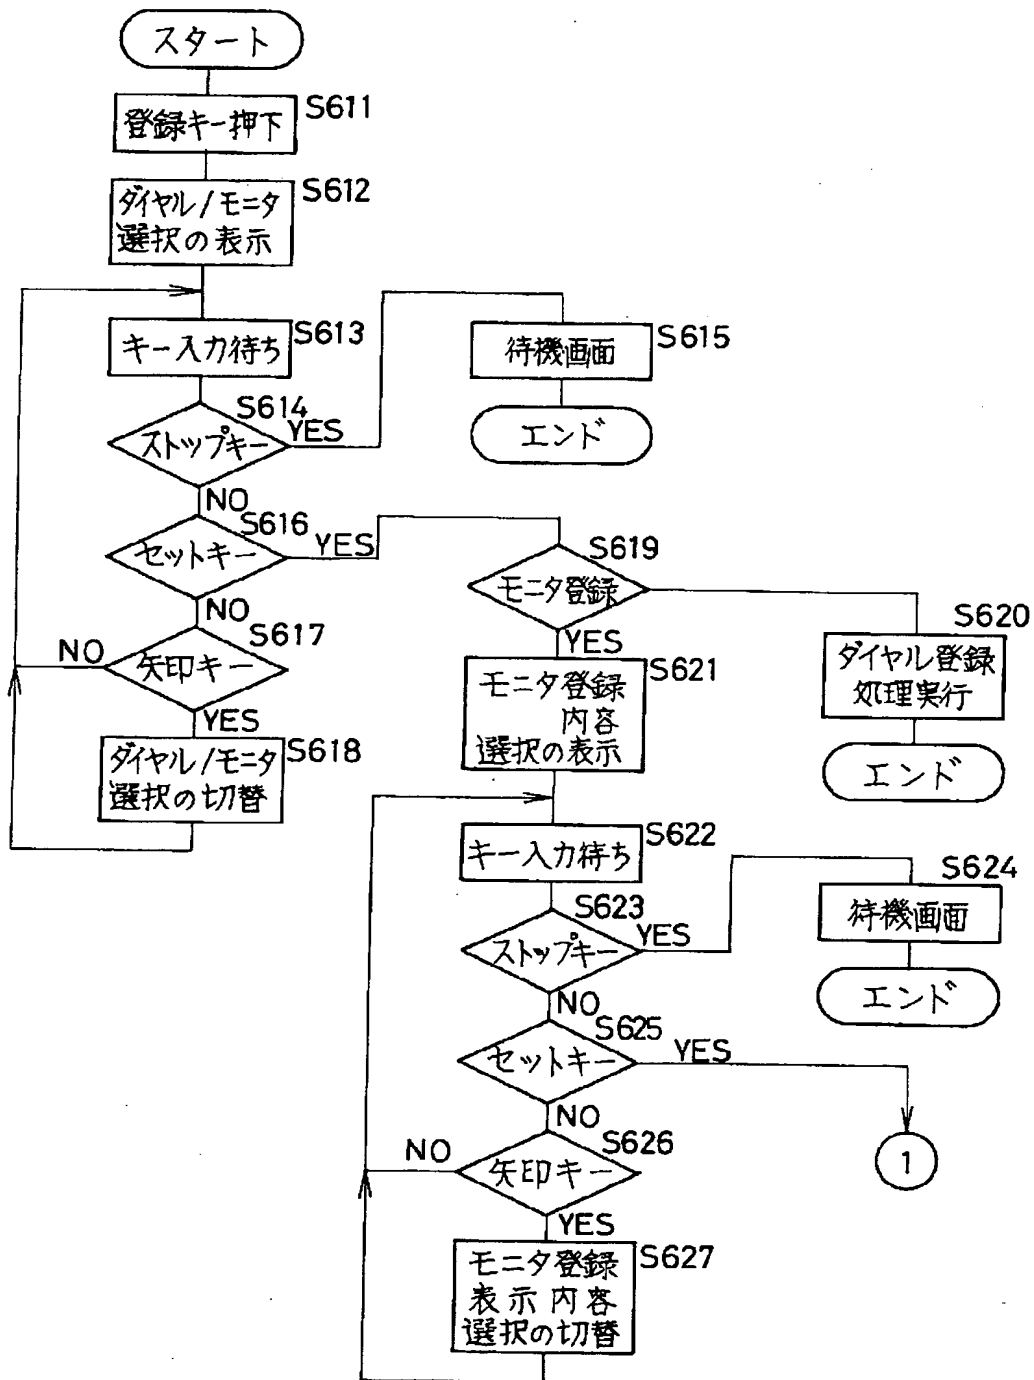 スタート
登録キー押下
S611
ダイヤル/モニタ
選択の表示
S612
キー入力待ち
S613
ストップキー
S614
YES
NO
待機画面
S615
エンド
セットキー
S616
YES
NO
矢印キー
S617
NO
YES
ダイヤル/モニタ
選択の切替
S618
モニタ登録
S619
YES
ダイヤル登録
処理実行
S620
エンド
モニタ登録
内容
選択の表示
S621
キー入力待ち
S622
ストップキー
S623
YES
NO
待機画面
S624
エンド
セットキー
S625
YES
NO
1
矢印キー
S626
NO
YES
モニタ登録
表示内容
選択の切替
S627